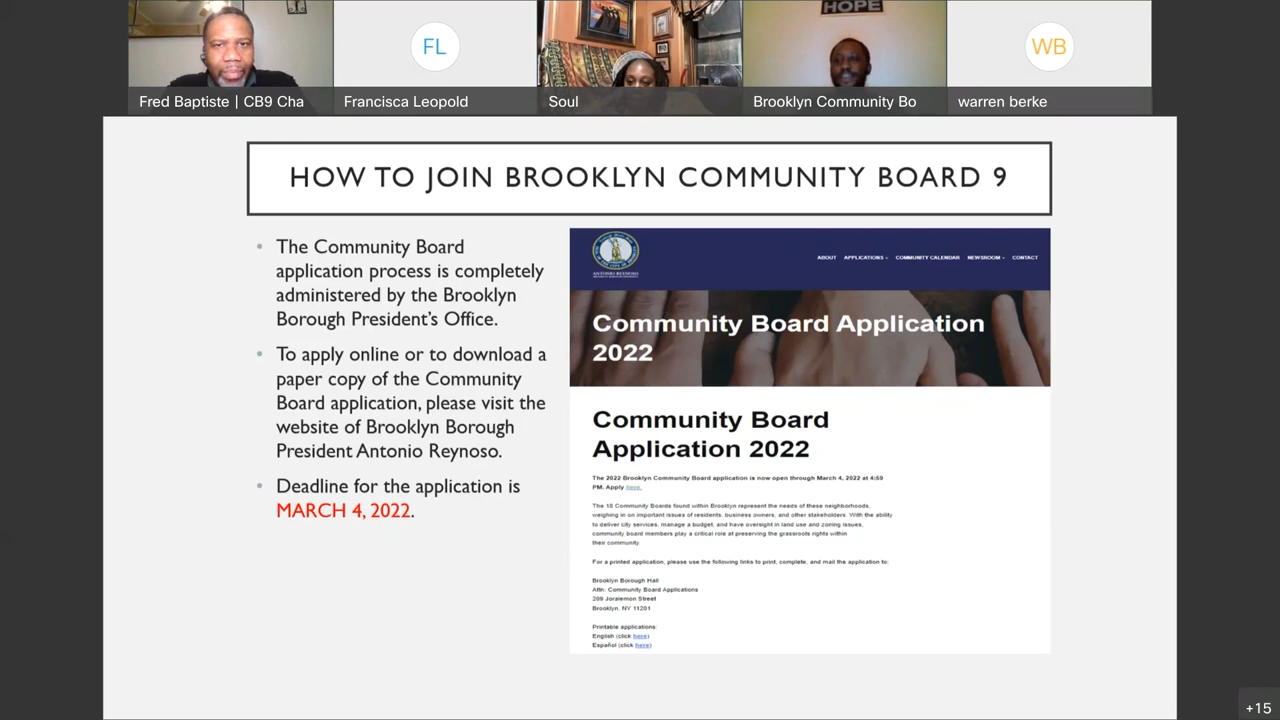 HOPE
FL
WB
Fred Baptiste | CB9 Cha
Francisca Leopold
Soul
Brooklyn Community Bo
warren berke
HOW TO JOIN BROOKLYN COMMUNITY BOARD 9
• The Community Board
application process is completely
administered by the Brooklyn
Borough President's Office.
• To apply online or to download a
paper copy of the Community
Board application, please visit the
website of Brooklyn Borough
President Antonio Reynoso.
• Deadline for the application is
MARCH 4, 2022.
ANTONIO REYNOSO
ABOUT APPLICATIONS COMMUNITY CALENDAR NEWSROOM CONTACT
Community Board Application
2022
Community Board
Application 2022
The 2022 Brooklyn Community Board application is now open through March 4, 2022 at 4:59
PM. Apply here.
The 18 Community Boards found within Brooklyn represent the needs of these neighborhoods,
weighing in on important issues of residents, business owners, and other stakeholders. With the ability
to deliver city services, manage a budget, and have oversight in land use and zoning issues,
community board members play a critical role at preserving the grassroots rights within
their community.
For a printed application, please use the following links to print, complete, and mail the application to:
Brooklyn Borough Hall
Attn: Community Board Applications
209 Joralemon Street
Brooklyn, NY 11201
Printable applications:
English (click here)
Español (click here)
+15